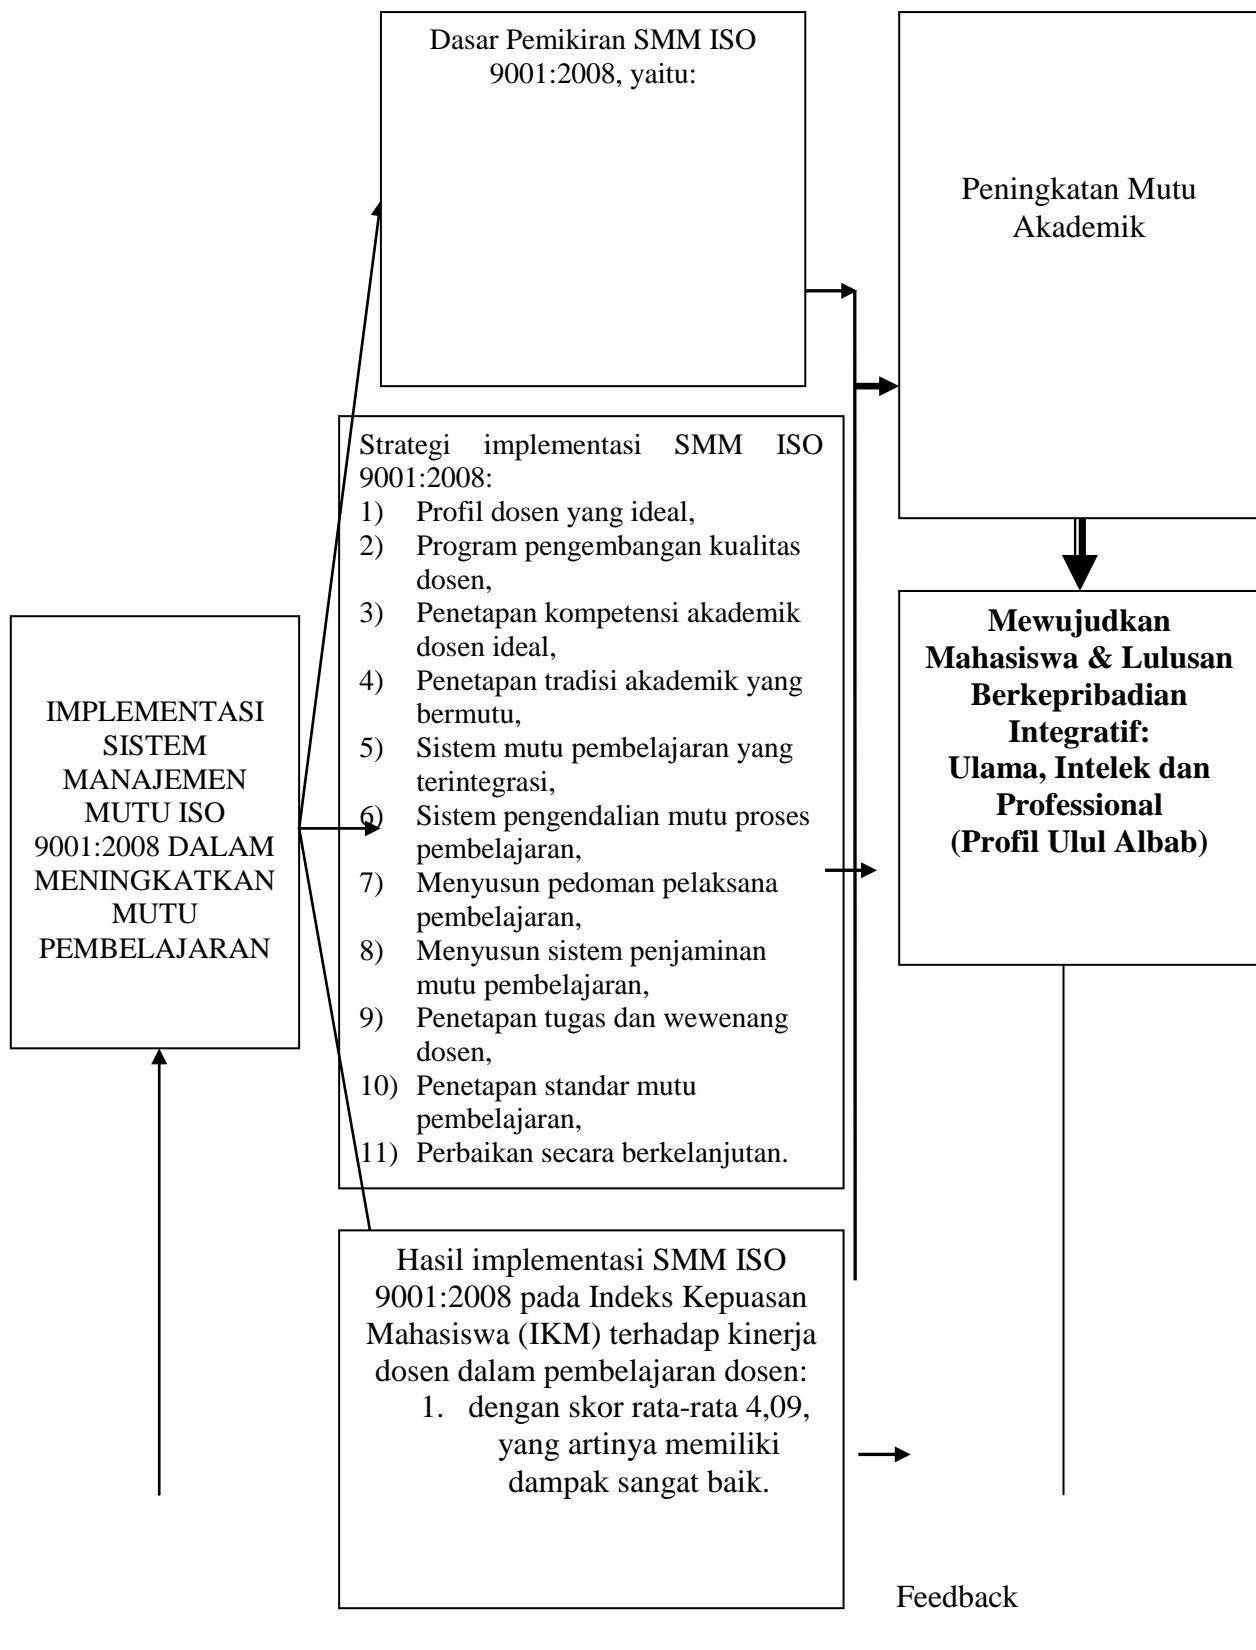 Dasar Pemikiran SMM ISO
9001:2008, yaitu:
Peningkatan Mutu
Akademik
Strategi implementasi SMM ISO
9001:2008:
1) Profil dosen yang ideal,
2) Program pengembangan kualitas
dosen,
3) Penetapan kompetensi akademik
dosen ideal,
4) Penetapan tradisi akademik yang
bermutu,
5) Sistem mutu pembelajaran yang
terintegrasi,
6) Sistem pengendalian mutu proses
pembelajaran,
7) Menyusun pedoman pelaksana
pembelajaran,
8) Menyusun sistem penjaminan
mutu pembelajaran,
9) Penetapan tugas dan wewenang
dosen,
10) Penetapan standar mutu
pembelajaran,
11) Perbaikan secara berkelanjutan.
Mewujudkan
Mahasiswa & Lulusan
Berkepribadian
Integratif:
Ulama, Intelek dan
Professional
(Profil Ulul Albab)
IMPLEMENTASI
SISTEM
MANAJEMEN
MUTU ISO
9001:2008 DALAM
MENINGKATKAN
MUTU
PEMBELAJARAN
Hasil implementasi SMM ISO
9001:2008 pada Indeks Kepuasan
Mahasiswa (IKM) terhadap kinerja
dosen dalam pembelajaran dosen:
1. dengan skor rata-rata 4,09,
yang artinya memiliki
dampak sangat baik.
Feedback